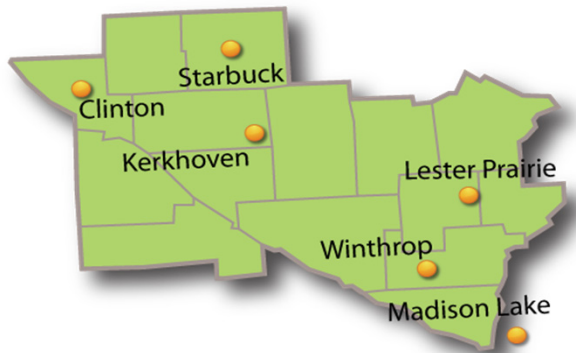 Starbuck
Clinton
Kerkhoven
Lester Prairie
Winthrop
Madison Lake